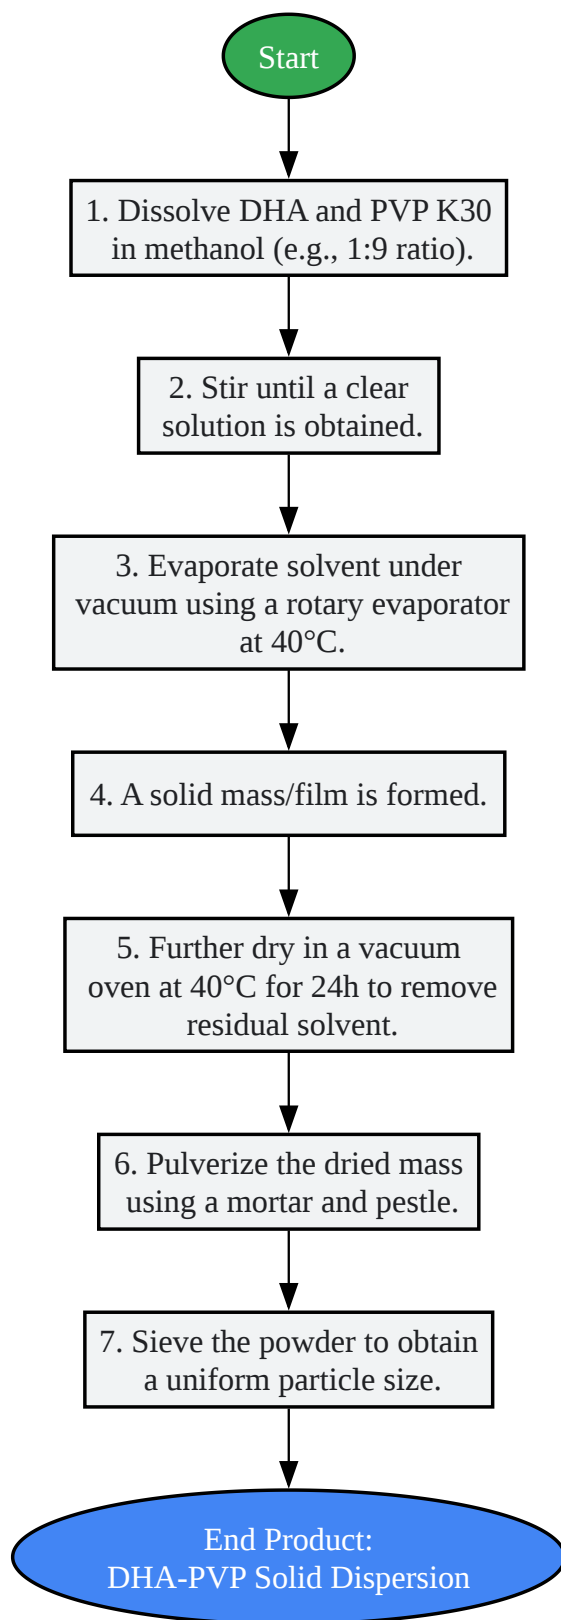 Start
1. Dissolve DHA and PVP K30
in methanol (e.g., 1:9 ratio).
2. Stir until a clear
solution is obtained.
3. Evaporate solvent under
vacuum using a rotary evaporator
at 40°C.
4. A solid mass/film is formed.
5. Further dry in a vacuum
oven at 40°C for 24h to remove
residual solvent.
6. Pulverize the dried mass
using a mortar and pestle.
7. Sieve the powder to obtain
a uniform particle size.
End Product:
DHA-PVP Solid Dispersion